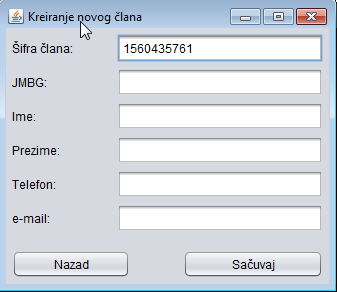 Kreiranje novog člana
Šifra člana: 1560435761
JMBG:
Ime:
Prezime:
Telefon:
e-mail:
Nazad Sačuvaj